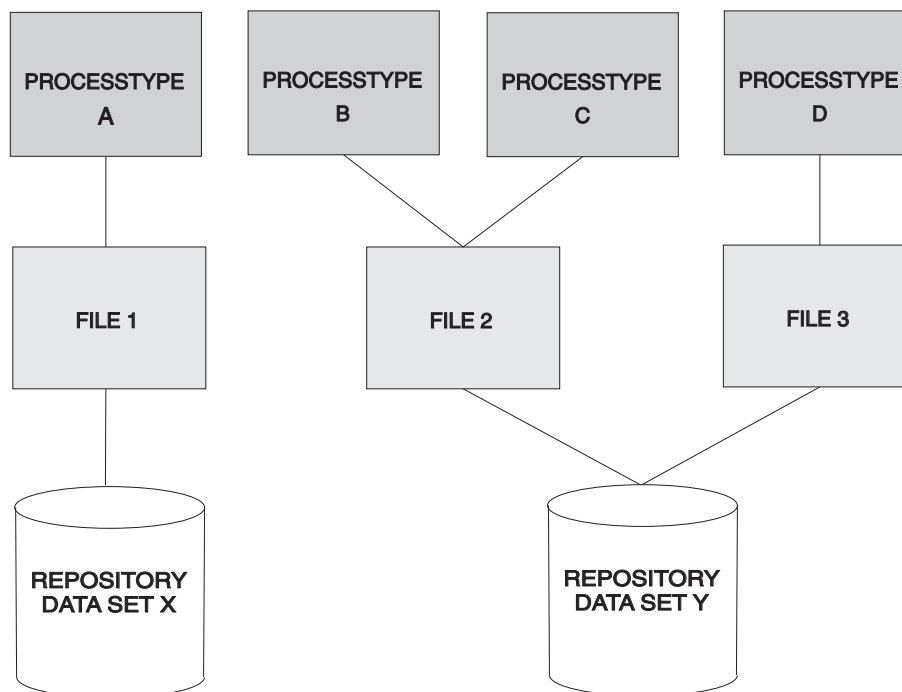 PROCESSTYPE
A
PROCESSTYPE
B
PROCESSTYPE
C
PROCESSTYPE
D
FILE 1
FILE 2
FILE 3
REPOSITORY
DATA SET X
REPOSITORY
DATA SET Y